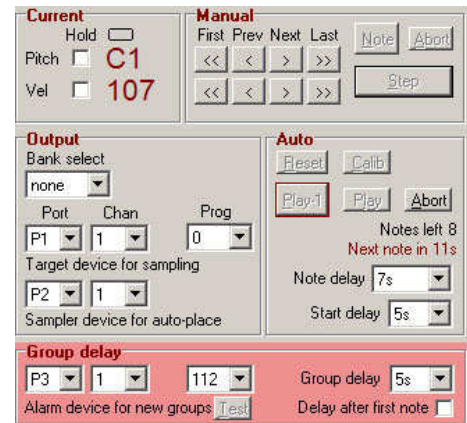 Current
Hold
Pitch C1
Vel 107
Manual
First Prev Next Last
<< < > >>
<< < > >>
Note Abort
Step
Output
Bank select
none
Port Chan Prog
P1 1 0
Target device for sampling
P2 1
Sampler device for auto-place
Auto
Reset Calib
Play-1 Play Abort
Notes left 8
Next note in 11s
Note delay 7s
Start delay 5s
Group delay
P3 1 112 Group delay 5s
Alarm device for new groups Test Delay after first note